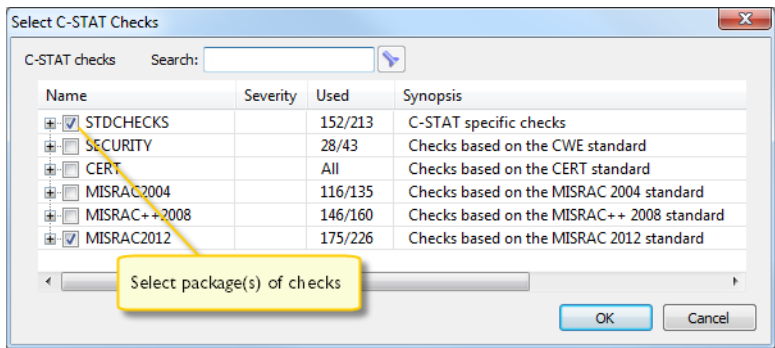 Select C-STAT Checks
C-STAT checks Search:
Name Severity Used Synopsis
STDCHECKS 152/213 C-STAT specific checks
SECURITY 28/43 Checks based on the CWE standard
CERT All Checks based on the CERT standard
MISRAC2004 116/135 Checks based on the MISRAC 2004 standard
MISRAC++2008 146/160 Checks based on the MISRAC++ 2008 standard
MISRAC2012 175/226 Checks based on the MISRAC 2012 standard
Select package(s) of checks
OK Cancel